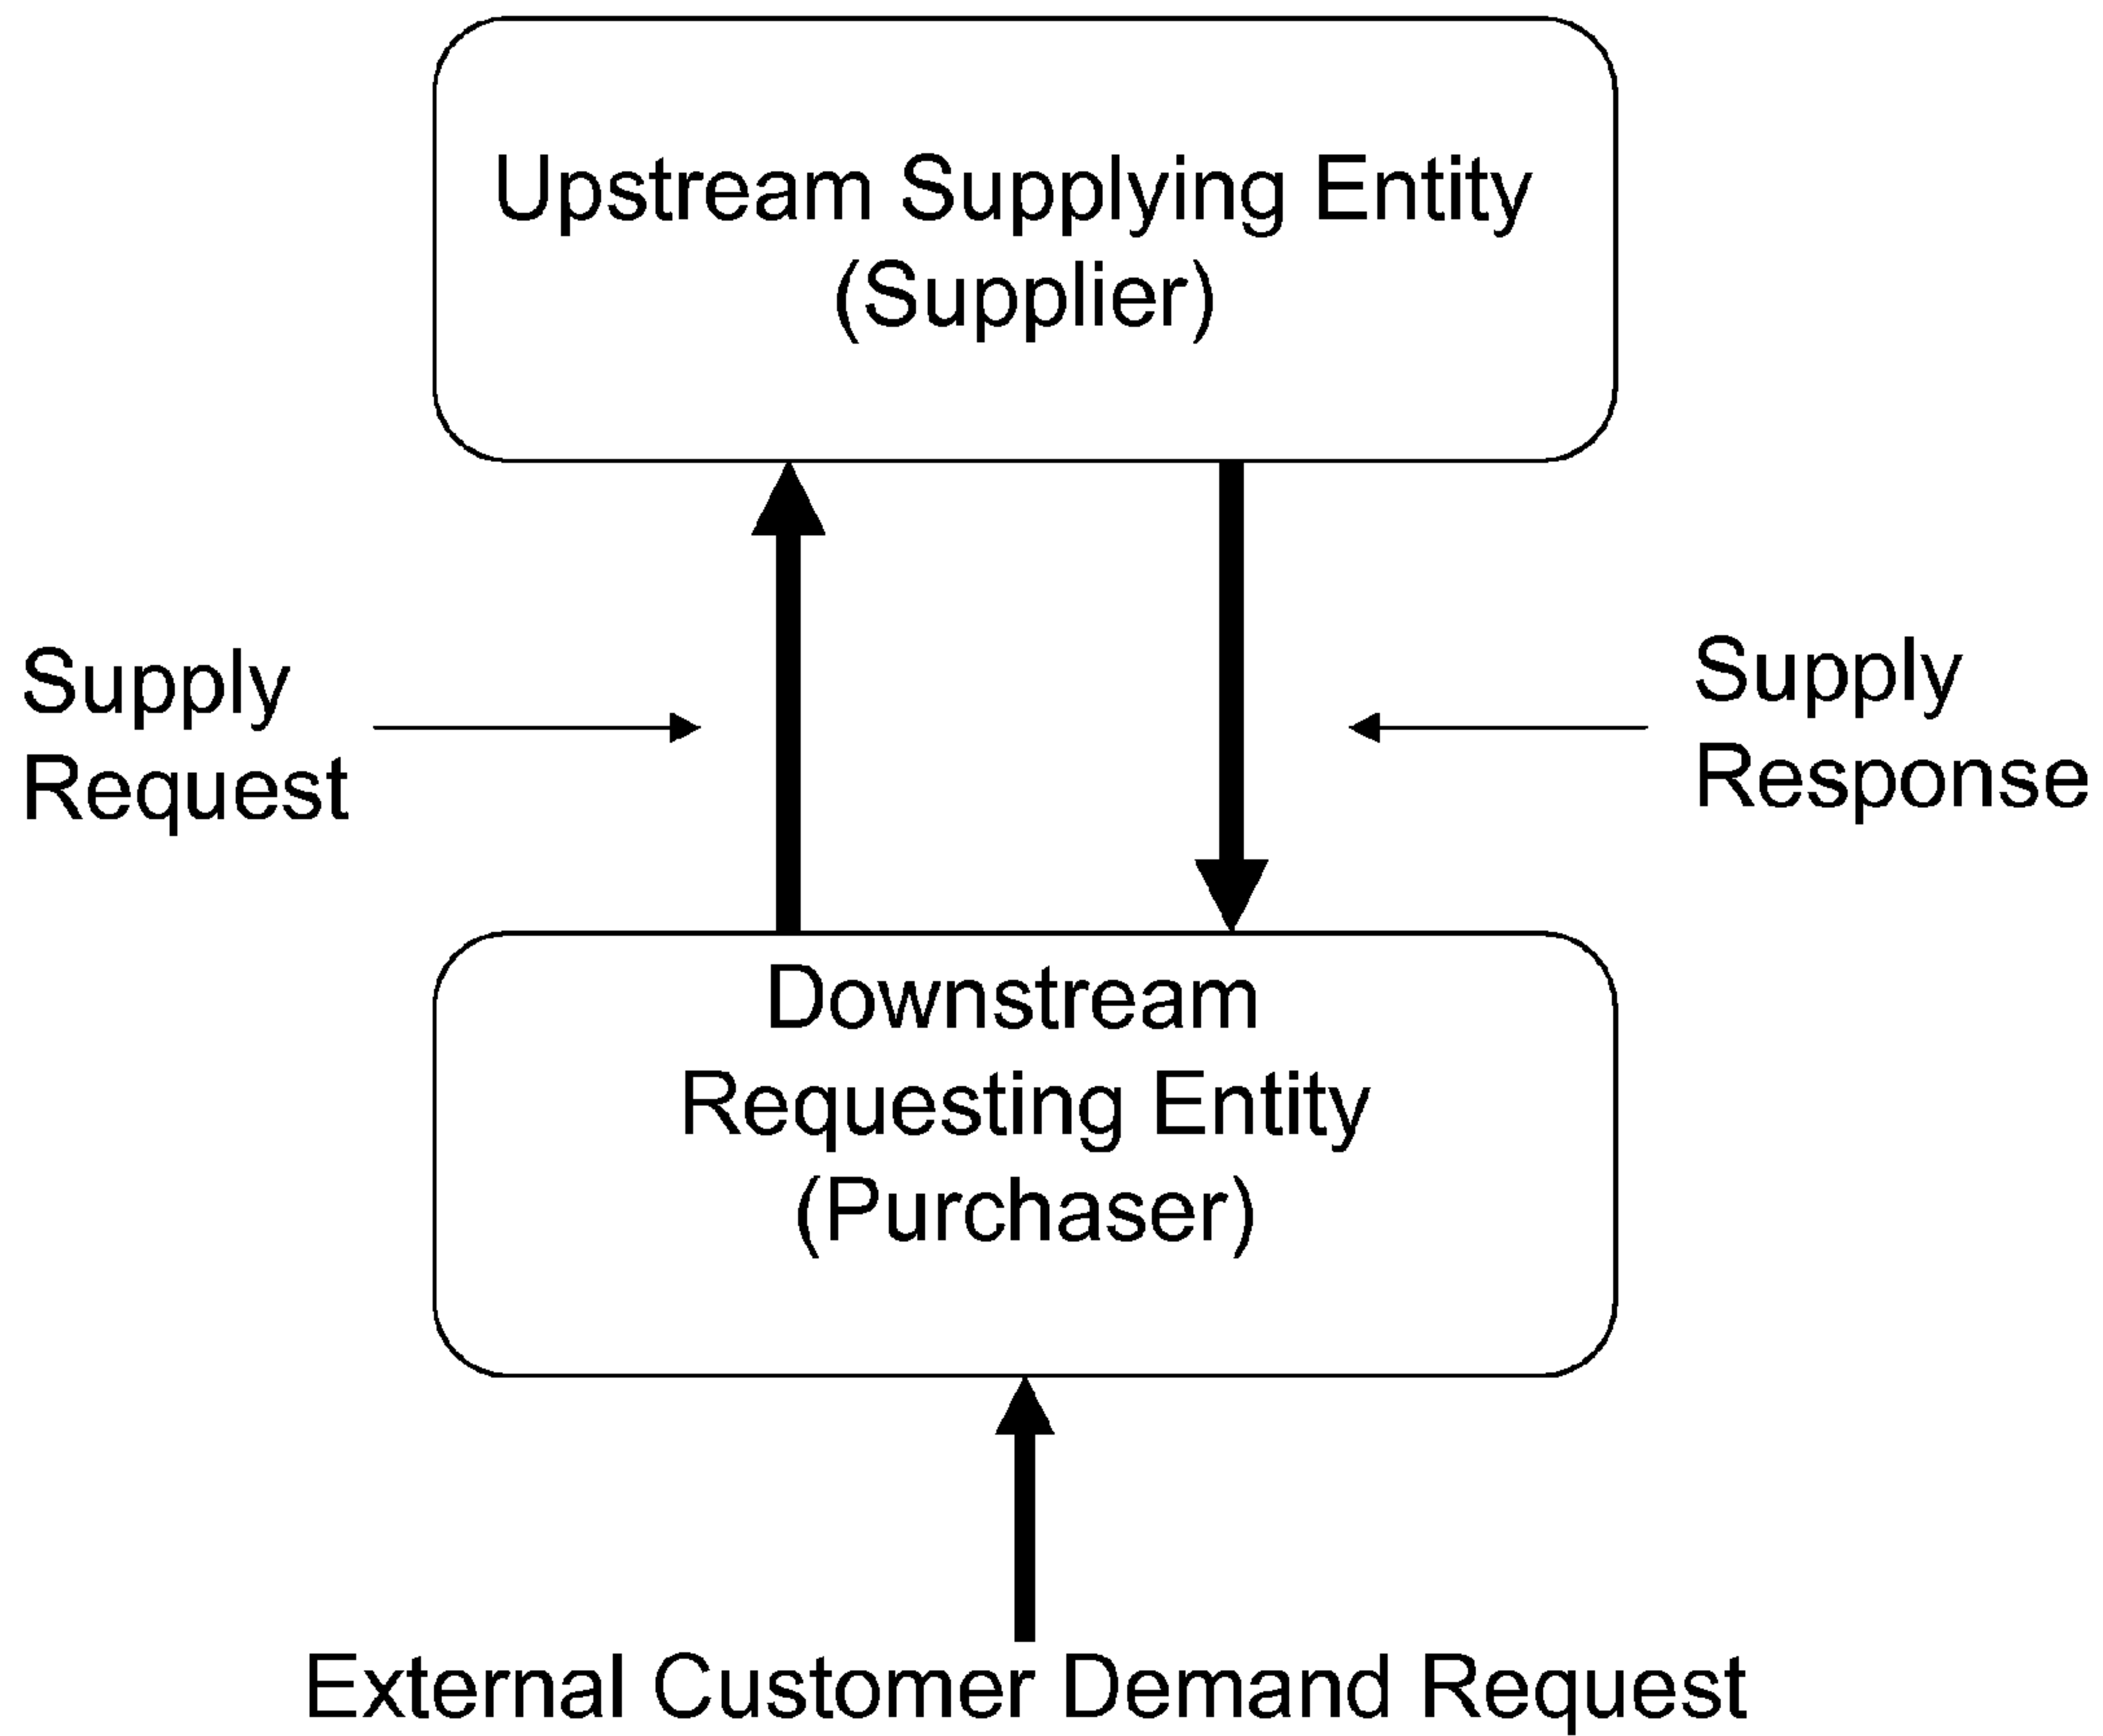 Upstream Supplying Entity
(Supplier)
Supply
Request
Supply
Response
Downstream
Requesting Entity
(Purchaser)
External Customer Demand Request